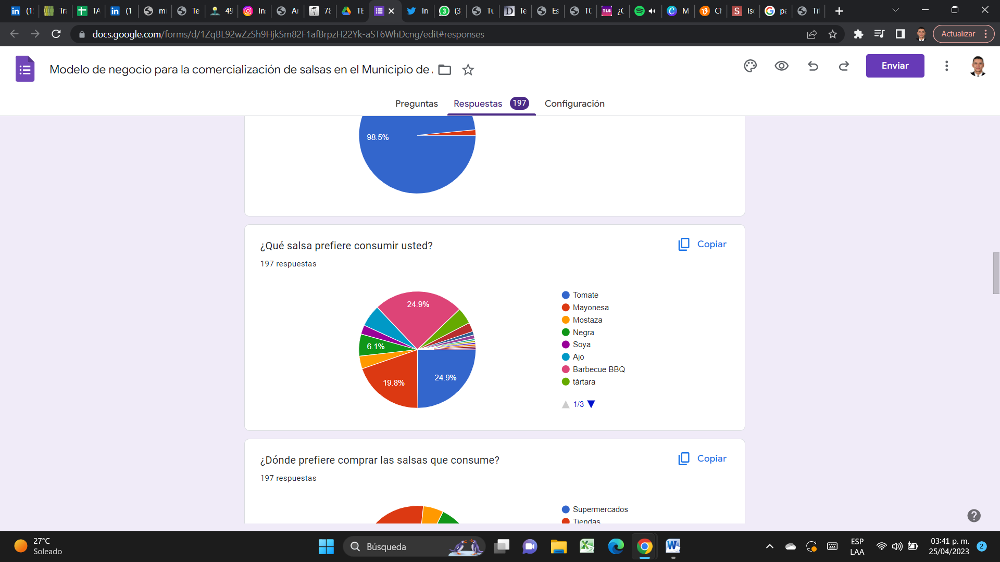 (1
Tra
TA
(1
m
Te
49
In
Ar
78
TE
In
(3
Tu
Te
Es
TC
¿C
M
Cl
Isc
pa
Ti
docs.google.com/forms/d/1ZqBL92wZzSh9HjkSm82F1afBrpzH22Yk-aST6WhDcng/edit#responses
Actualizar
Modelo de negocio para la comercialización de salsas en el Municipio de
Enviar
Preguntas
Respuestas 197
Configuración
98.5%
¿Qué salsa prefiere consumir usted?
Copiar
197 respuestas
24.9%
6.1%
19.8%
24.9%
Tomate
Mayonesa
Mostaza
Negra
Soya
Ajo
Barbecue BBQ
tártara
1/3
¿Dónde prefiere comprar las salsas que consume?
Copiar
197 respuestas
Supermercados
Tiendas
27°C
Soleado
Búsqueda
ESP
LAA
03:41 p. m.
25/04/2023
2